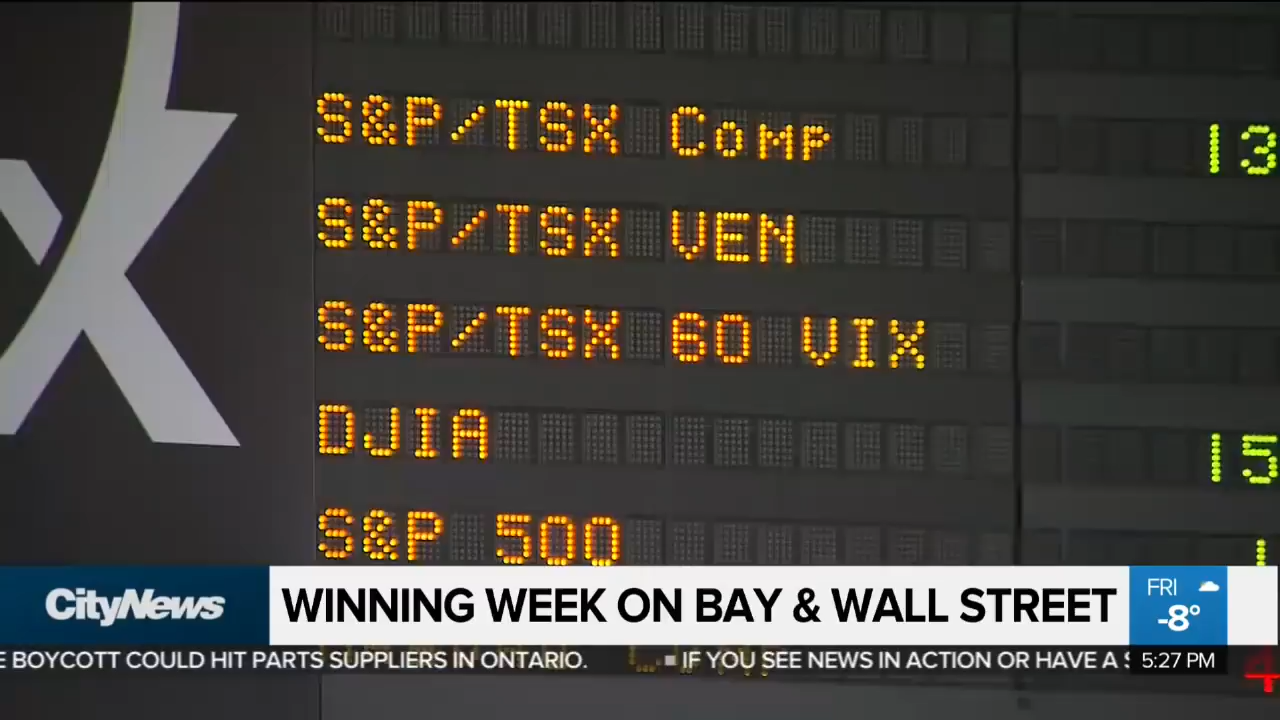 S&P/TSX Comp 13
S&P/TSX VEN
S&P/TSX 60 VIX
DJIA 15
S&P 500 1
CityNews WINNING WEEK ON BAY & WALL STREET FRI -8°
E BOYCOTT COULD HIT PARTS SUPPLIERS IN ONTARIO. ■ IF YOU SEE NEWS IN ACTION OR HAVE A 5:27 PM 4